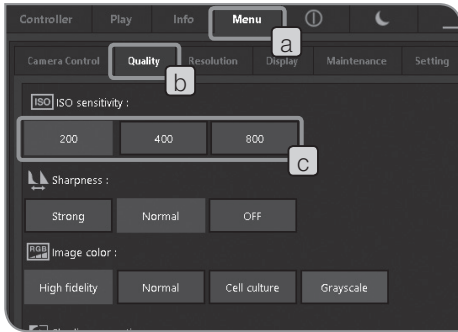 Controller Play Info Menu
a
Camera Control Quality Resolution Display Maintenance Setting
b
ISO ISO sensitivity :
200 400 800
c
Sharpness :
Strong Normal OFF
RGB Image color :
High fidelity Normal Cell culture Grayscale